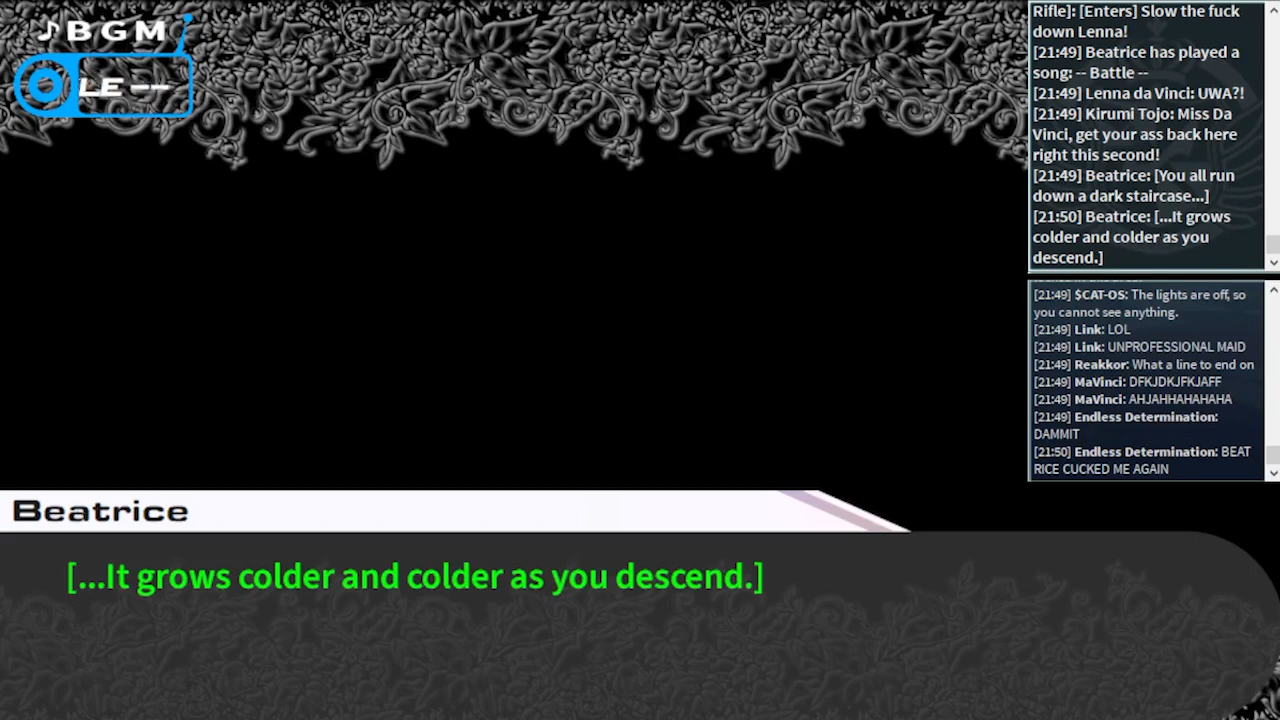 ♪BGM
LE --
Rifle]: [Enters] Slow the fuck
down Lenna!
[21:49] Beatrice has played a
song: -- Battle --
[21:49] Lenna da Vinci: UWA?!
[21:49] Kirumi Tojo: Miss Da
Vinci, get your ass back here
right this second!
[21:49] Beatrice: [You all run
down a dark staircase...]
[21:50] Beatrice: [...It grows
colder and colder as you
descend.]
[21:49] $CAT-OS: The lights are off, so
you cannot see anything.
[21:49] Link: LOL
[21:49] Link: UNPROFESSIONAL MAID
[21:49] Reakkor: What a line to end on
[21:49] MaVinci: DFKJDKJFKJAFF
[21:49] MaVinci: AHJAHHAHAHAHA
[21:49] Endless Determination:
DAMMIT
[21:50] Endless Determination: BEAT
RICE CUCKED ME AGAIN
Beatrice
[...It grows colder and colder as you descend.]